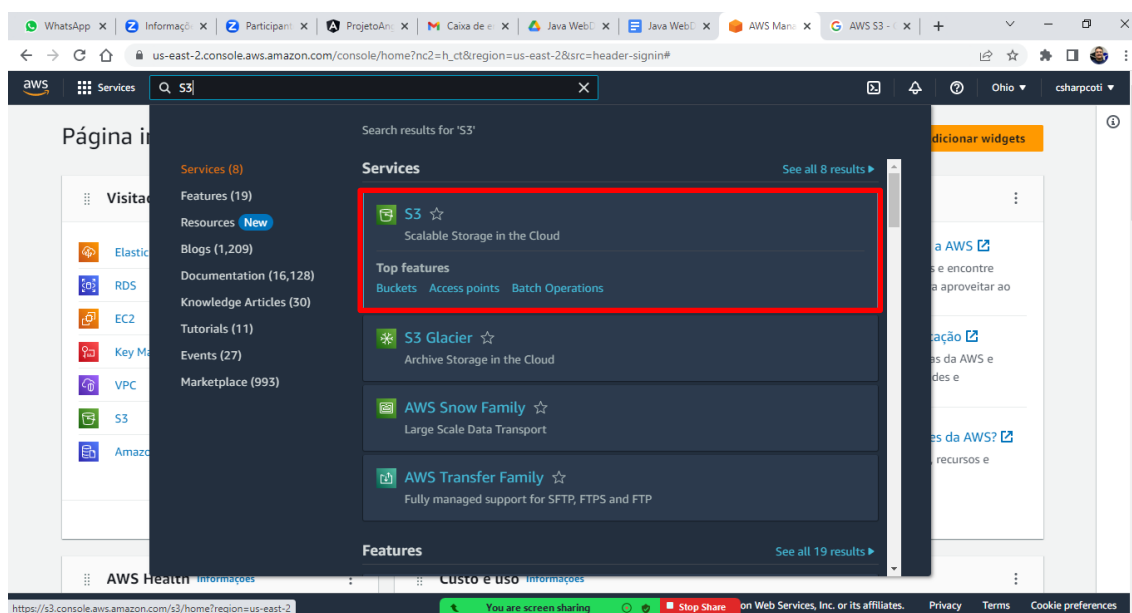 WhatsApp
Informaçõ
Participant
ProjetoAng
Caixa de e
Java WebD
Java WebD
AWS Mana
AWS S3 -
us-east-2.console.aws.amazon.com/console/home?nc2=h_ct&region=us-east-2&src=header-signin#
aws
Services
S3
Ohio
csharpcoti
Página in
dicionar widgets
Search results for 'S3'
Services (8)
Features (19)
Resources New
Blogs (1,209)
Documentation (16,128)
Knowledge Articles (30)
Tutorials (11)
Events (27)
Marketplace (993)
Services
See all 8 results
S3
Scalable Storage in the Cloud
Top features
Buckets Access points Batch Operations
S3 Glacier
Archive Storage in the Cloud
AWS Snow Family
Large Scale Data Transport
AWS Transfer Family
Fully managed support for SFTP, FTPS and FTP
Features
See all 19 results
Visitad
Elastic
RDS
EC2
Key Ma
VPC
S3
Amazo
a AWS
s e encontre
a aproveitar ao
cação
as da AWS e
des e
es da AWS?
, recursos e
AWS Health Informações
Custo e uso Informações
https://s3.console.aws.amazon.com/s3/home?region=us-east-2
You are screen sharing
Stop Share
on Web Services, Inc. or its affiliates.
Privacy
Terms
Cookie preferences